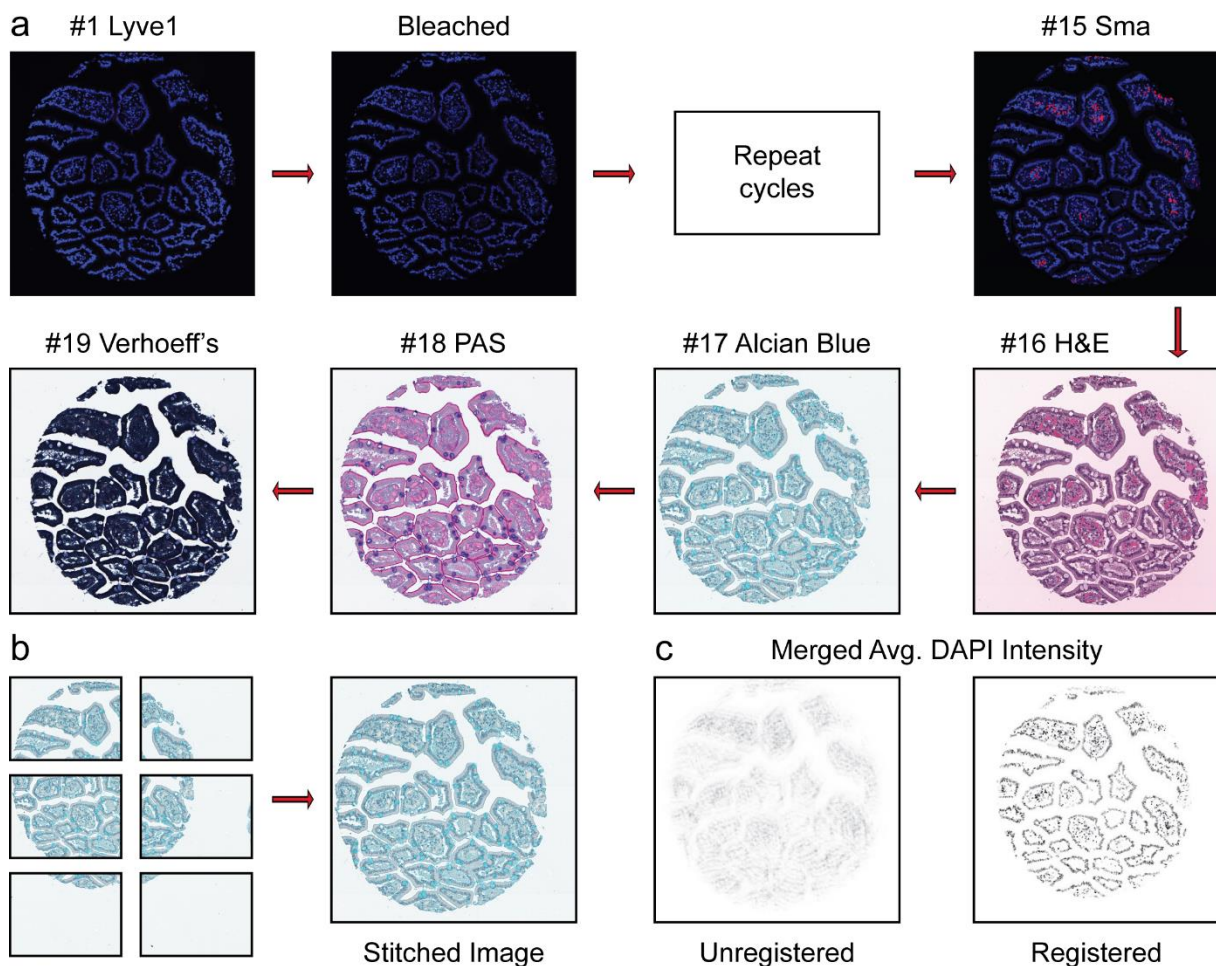 a
#1 Lyve1
Bleached
#15 Sma
Repeat
cycles
#19 Verhoeff's
#18 PAS
#17 Alcian Blue
#16 H&E
b
c
Merged Avg. DAPI Intensity
Stitched Image
Unregistered
Registered